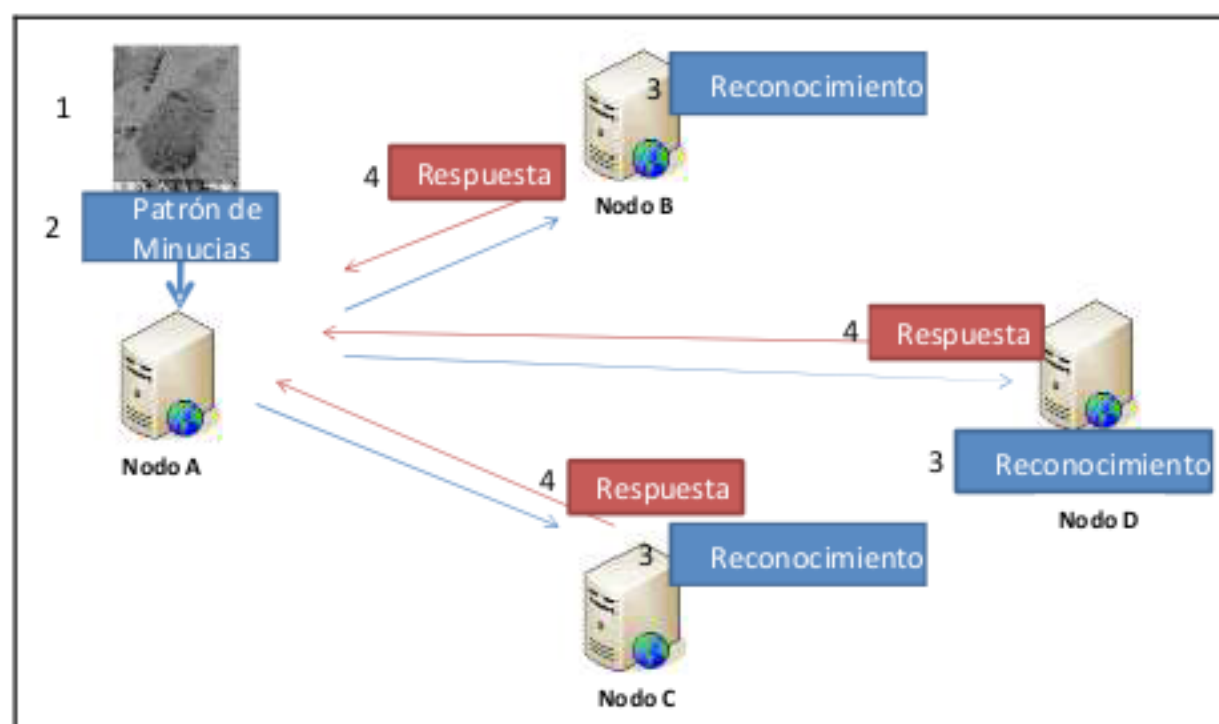 1
2
Patrón de
Minucias
Nodo A
3
Reconocimiento
4
Respuesta
Nodo B
4
Respuesta
3
Reconocimiento
Nodo D
4
Respuesta
3
Reconocimiento
Nodo C